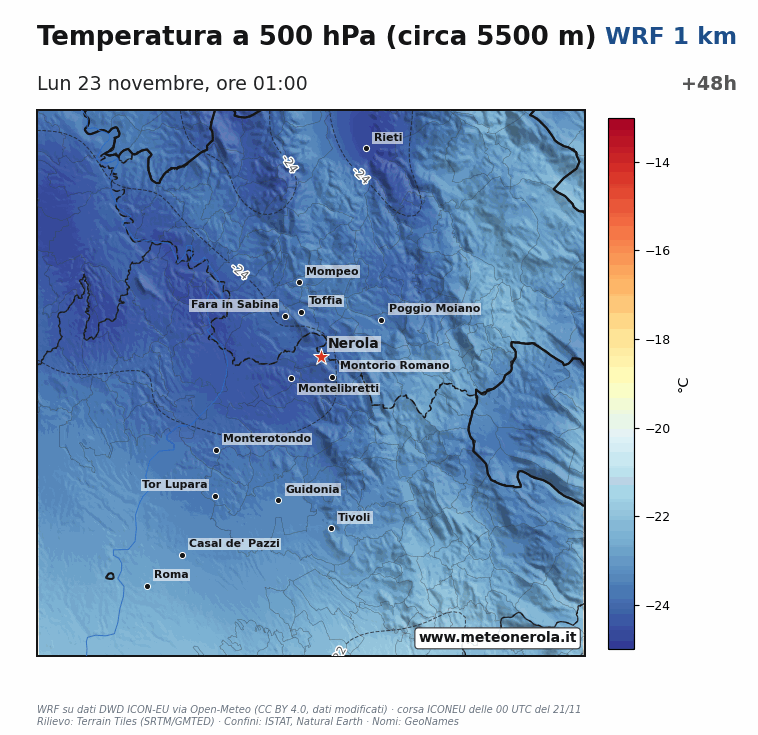 Temperatura a 500 hPa (circa 5500 m) WRF 1 km
Lun 23 novembre, ore 01:00 +48h
Rieti
-24
-24
-24
Mompeo
Toffia
Fara in Sabina
Poggio Moiano
Nerola
Montorio Romano
Montelibretti
Monterotondo
Tor Lupara
Guidonia
Tivoli
Casal de' Pazzi
Roma
www.meteonerola.it
−14
−16
−18
−20
−22
−24
°C
WRF su dati DWD ICON-EU via Open-Meteo (CC BY 4.0, dati modificati) · corsa ICONEU delle 00 UTC del 21/11
Rilievo: Terrain Tiles (SRTM/GMTED) · Confini: ISTAT, Natural Earth · Nomi: GeoNames